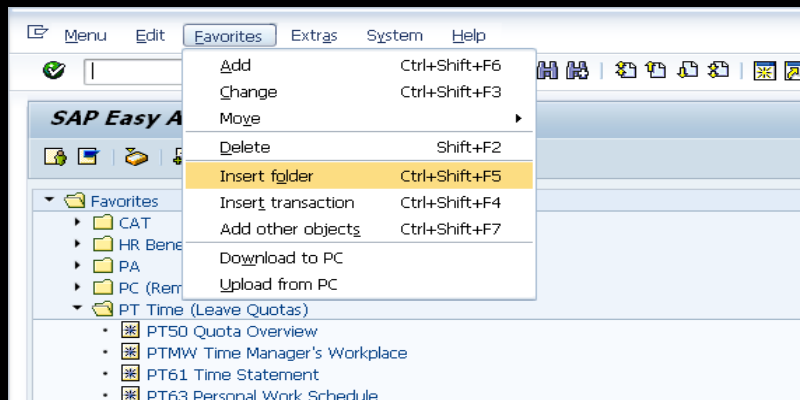 Menu Edit Favorites Extras System Help
Add Ctrl+Shift+F6
Change Ctrl+Shift+F3
Move
Delete Shift+F2
Insert folder Ctrl+Shift+F5
Insert transaction Ctrl+Shift+F4
Add other objects Ctrl+Shift+F7
Download to PC
Upload from PC
SAP Easy A
Favorites
CAT
HR Bene
PA
PC (Rem
PT Time (Leave Quotas)
PT50 Quota Overview
PTMW Time Manager's Workplace
PT61 Time Statement
PT63 Personal Work Schedule